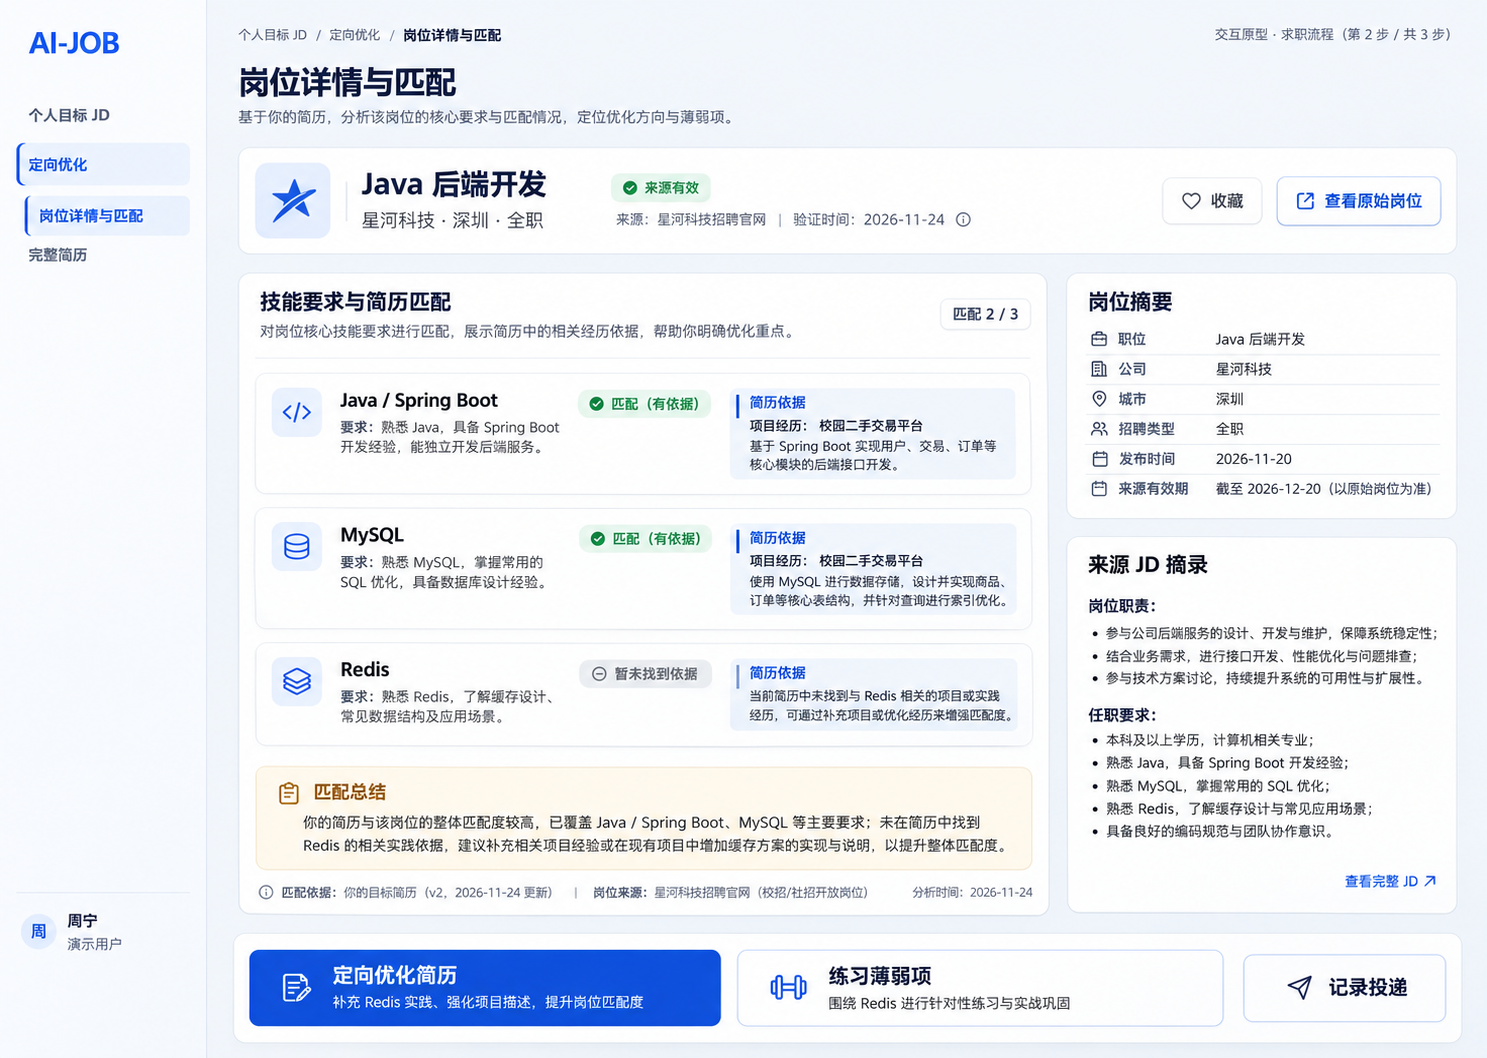 AI-JOB
个人目标 JD
定向优化
岗位详情与匹配
完整简历
周
周宁
演示用户
个人目标 JD / 定向优化 / 岗位详情与匹配
交互原型 · 求职流程（第 2 步 / 共 3 步）
岗位详情与匹配
基于你的简历，分析该岗位的核心要求与匹配情况，定位优化方向与薄弱项。
Java 后端开发
星河科技 · 深圳 · 全职
来源有效
来源：星河科技招聘官网 | 验证时间：2026-11-24
收藏
查看原始岗位
技能要求与简历匹配
对岗位核心技能要求进行匹配，展示简历中的相关经历依据，帮助你明确优化重点。
匹配 2 / 3
Java / Spring Boot
要求：熟悉 Java，具备 Spring Boot
开发经验，能独立开发后端服务。
匹配（有依据）
简历依据
项目经历： 校园二手交易平台
基于 Spring Boot 实现用户、交易、订单等
核心模块的后端接口开发。
MySQL
要求：熟悉 MySQL，掌握常用的
SQL 优化，具备数据库设计经验。
匹配（有依据）
简历依据
项目经历： 校园二手交易平台
使用 MySQL 进行数据存储，设计并实现商品、
订单等核心表结构，并针对查询进行索引优化。
Redis
要求：熟悉 Redis，了解缓存设计、
常见数据结构及应用场景。
暂未找到依据
简历依据
当前简历中未找到与 Redis 相关的项目或实践
经历，可通过补充项目或优化经历来增强匹配度。
匹配总结
你的简历与该岗位的整体匹配度较高，已覆盖 Java / Spring Boot、MySQL 等主要要求；未在简历中找到
Redis 的相关实践依据，建议补充相关项目经验或在现有项目中增加缓存方案的实现与说明，以提升整体匹配度。
匹配依据：你的目标简历（v2，2026-11-24 更新） | 岗位来源：星河科技招聘官网（校招/社招开放岗位） 分析时间：2026-11-24
岗位摘要
职位 Java 后端开发
公司 星河科技
城市 深圳
招聘类型 全职
发布时间 2026-11-20
来源有效期 截至 2026-12-20（以原始岗位为准）
来源 JD 摘录
岗位职责：
• 参与公司后端服务的设计、开发与维护，保障系统稳定性；
• 结合业务需求，进行接口开发、性能优化与问题排查；
• 参与技术方案讨论，持续提升系统的可用性与扩展性。
任职要求：
• 本科及以上学历，计算机相关专业；
• 熟悉 Java，具备 Spring Boot 开发经验；
• 熟悉 MySQL，掌握常用的 SQL 优化；
• 熟悉 Redis，了解缓存设计与常见应用场景；
• 具备良好的编码规范与团队协作意识。
查看完整 JD
定向优化简历
补充 Redis 实践、强化项目描述，提升岗位匹配度
练习薄弱项
围绕 Redis 进行针对性练习与实战巩固
记录投递